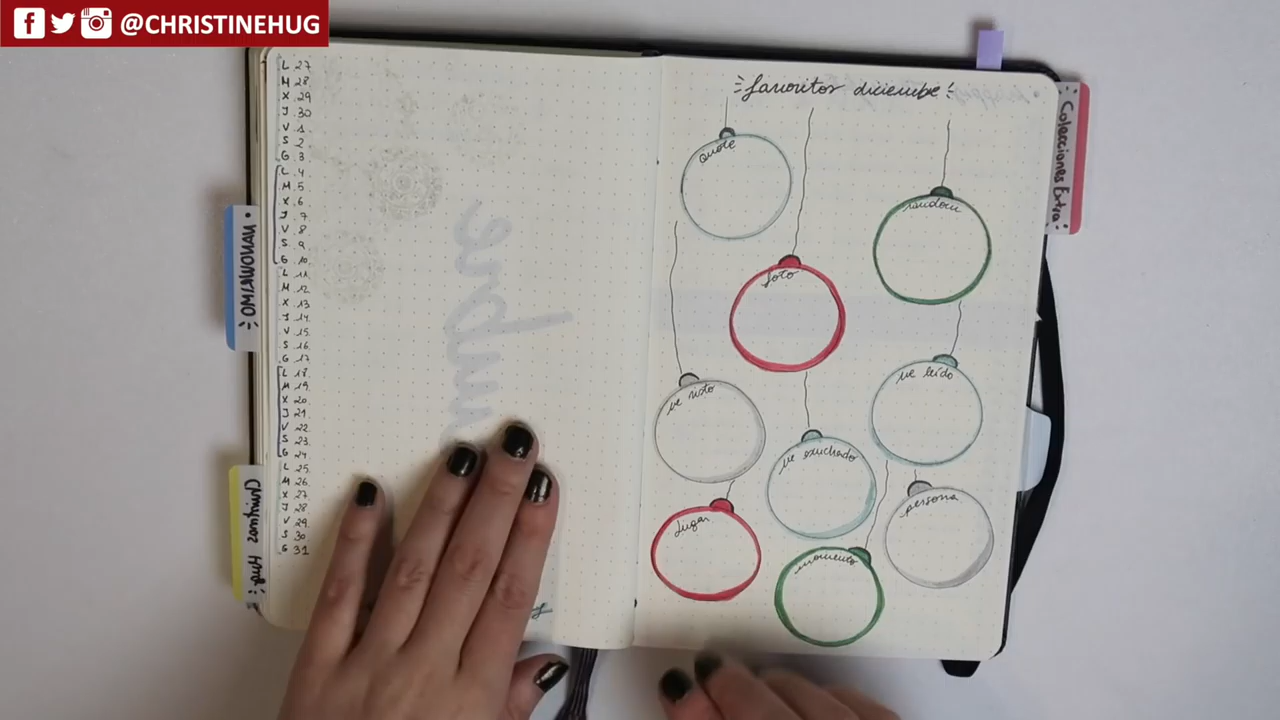 @CHRISTINEHUG
L 27
M 28
X 29
J 30
V 1
S 2
G 3
L 4
M 5
X 6
J 7
V 8
S 9
G 10
L 11
M 12
X 13
J 14
V 15
S 16
G 17
L 18
M 19
X 20
J 21
V 22
S 23
G 24
L 25
M 26
X 27
J 28
V 29
S 30
G 31
NANOWRIMO
favoritos diciembre
quote
random
foto
he visto
he leído
he escuchado
persona
lugar
momento
Colecciones Extra